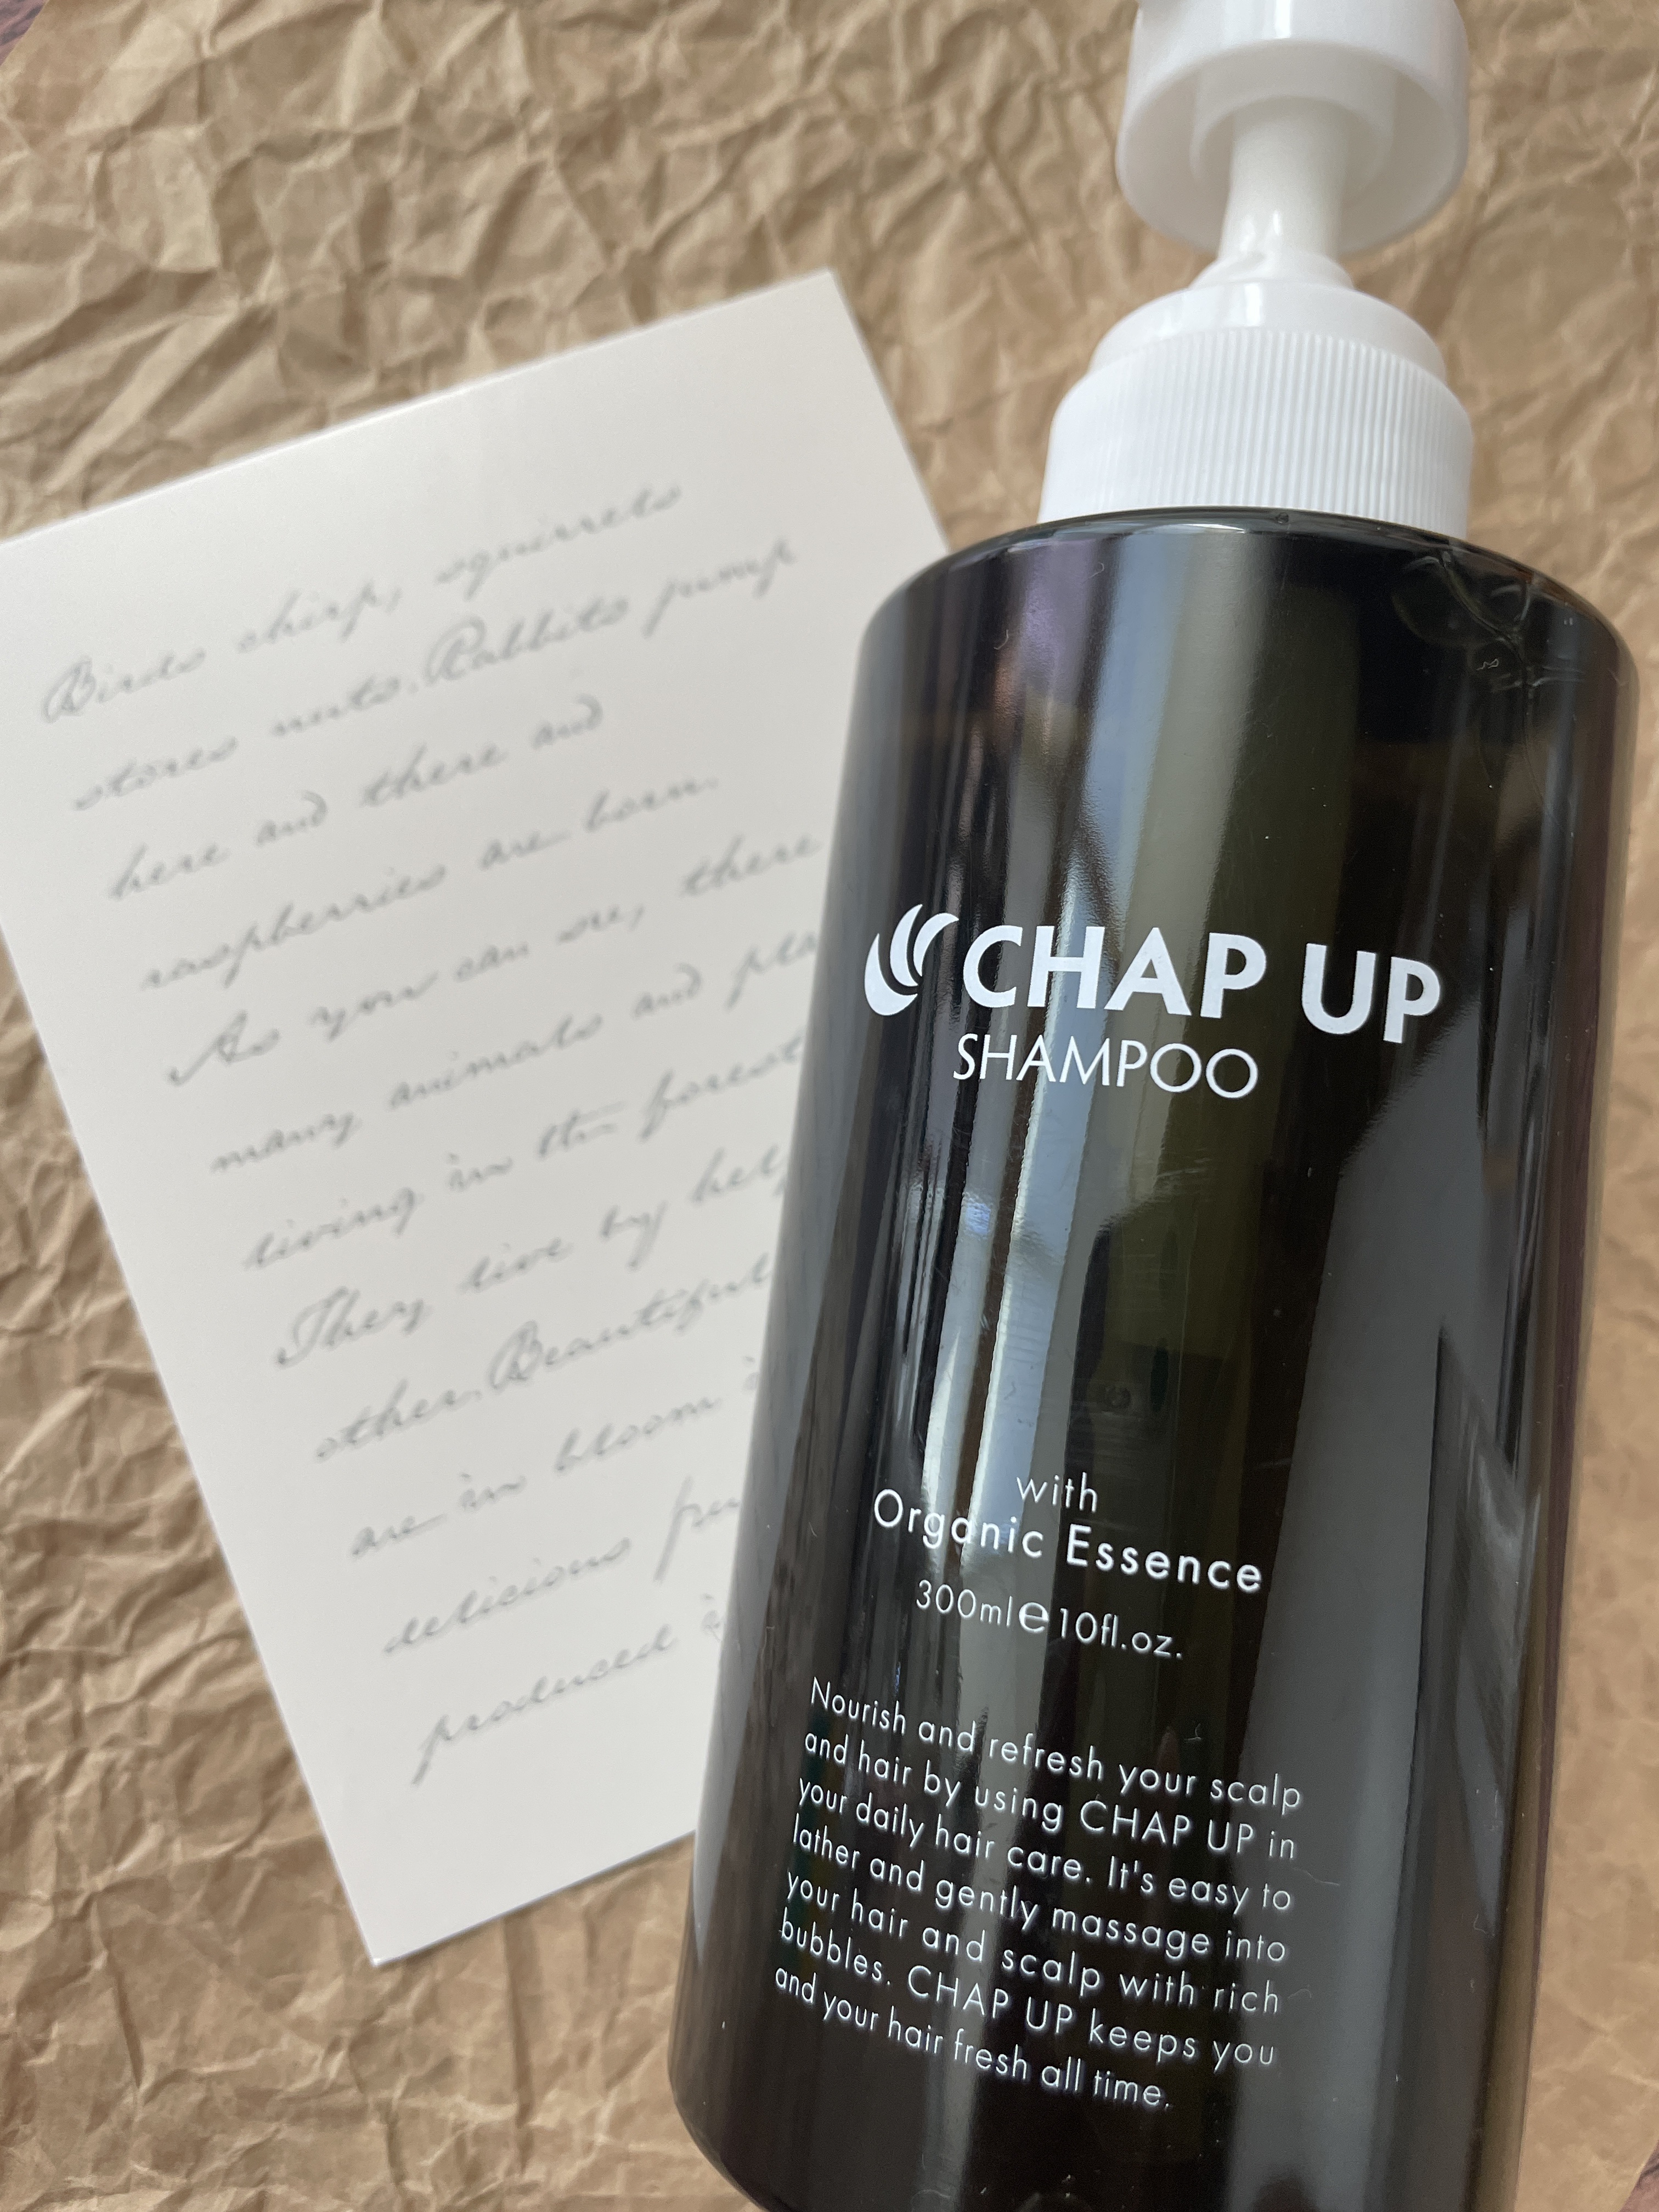 Birds chirp, squirrels
stores nuts. Rabbits jump
here and there and
raspberries are born.
As you can see, there
many animals and pla
living in the forest
They live by help
other. Beautiful
are in bloom i
delicious fru
produced i
CHAP UP
SHAMPOO
with
Organic Essence
300ml℮10fl.oz.
Nourish and refresh your scalp
and hair by using CHAP UP in
your daily hair care. It's easy to
lather and gently massage into
your hair and scalp with rich
bubbles. CHAP UP keeps you
and your hair fresh all time.